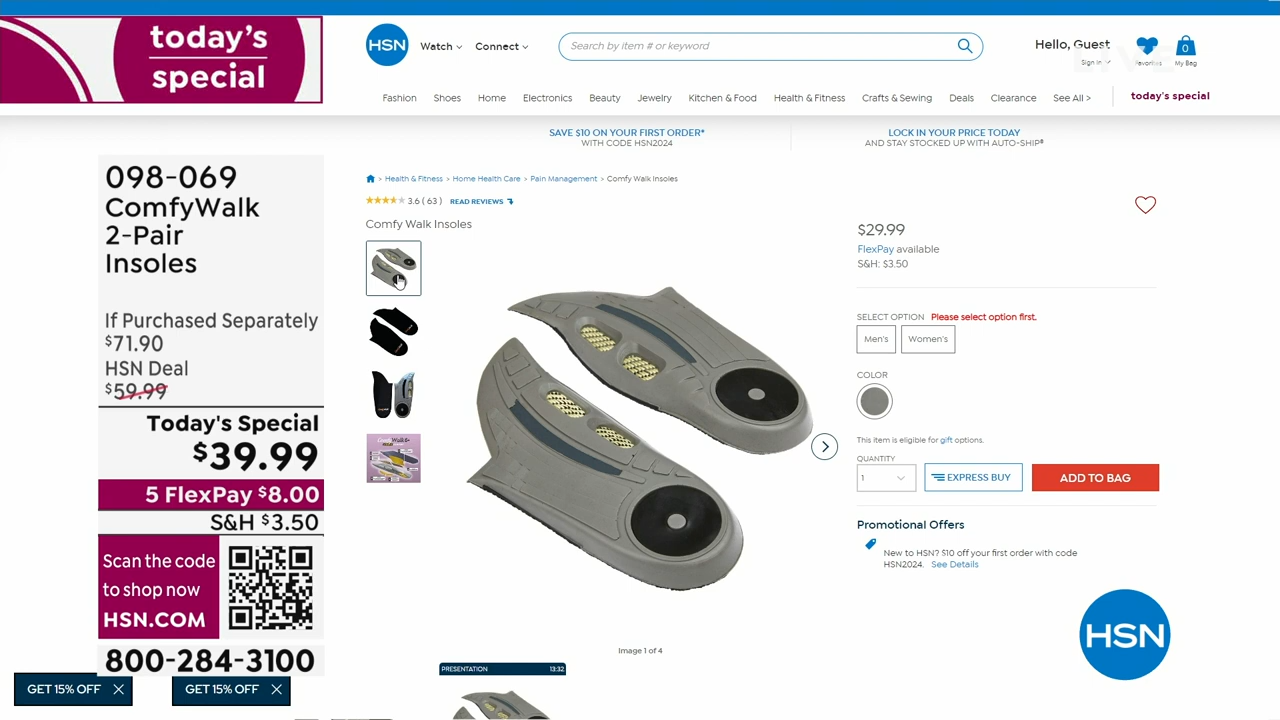 today's
special
HSN
Watch
Connect
Search by item # or keyword
Hello, Guest
Sign In
Favorites
0
My Bag
Fashion
Shoes
Home
Electronics
Beauty
Jewelry
Kitchen & Food
Health & Fitness
Crafts & Sewing
Deals
Clearance
See All >
today's special
SAVE $10 ON YOUR FIRST ORDER*
WITH CODE HSN2024
LOCK IN YOUR PRICE TODAY
AND STAY STOCKED UP WITH AUTO-SHIP®
098-069
ComfyWalk
2-Pair
Insoles
If Purchased Separately
$71.90
HSN Deal
$59.99
Today's Special
$39.99
5 FlexPay $8.00
S&H $3.50
Scan the code
to shop now
HSN.COM
800-284-3100
GET 15% OFF
GET 15% OFF
> Health & Fitness > Home Health Care > Pain Management > Comfy Walk Insoles
3.6 ( 63 ) READ REVIEWS
Comfy Walk Insoles
Image 1 of 4
PRESENTATION 13:32
$29.99
FlexPay available
S&H: $3.50
SELECT OPTION Please select option first.
Men's
Women's
COLOR
This item is eligible for gift options.
QUANTITY
1
EXPRESS BUY
ADD TO BAG
Promotional Offers
New to HSN? $10 off your first order with code
HSN2024. See Details
HSN